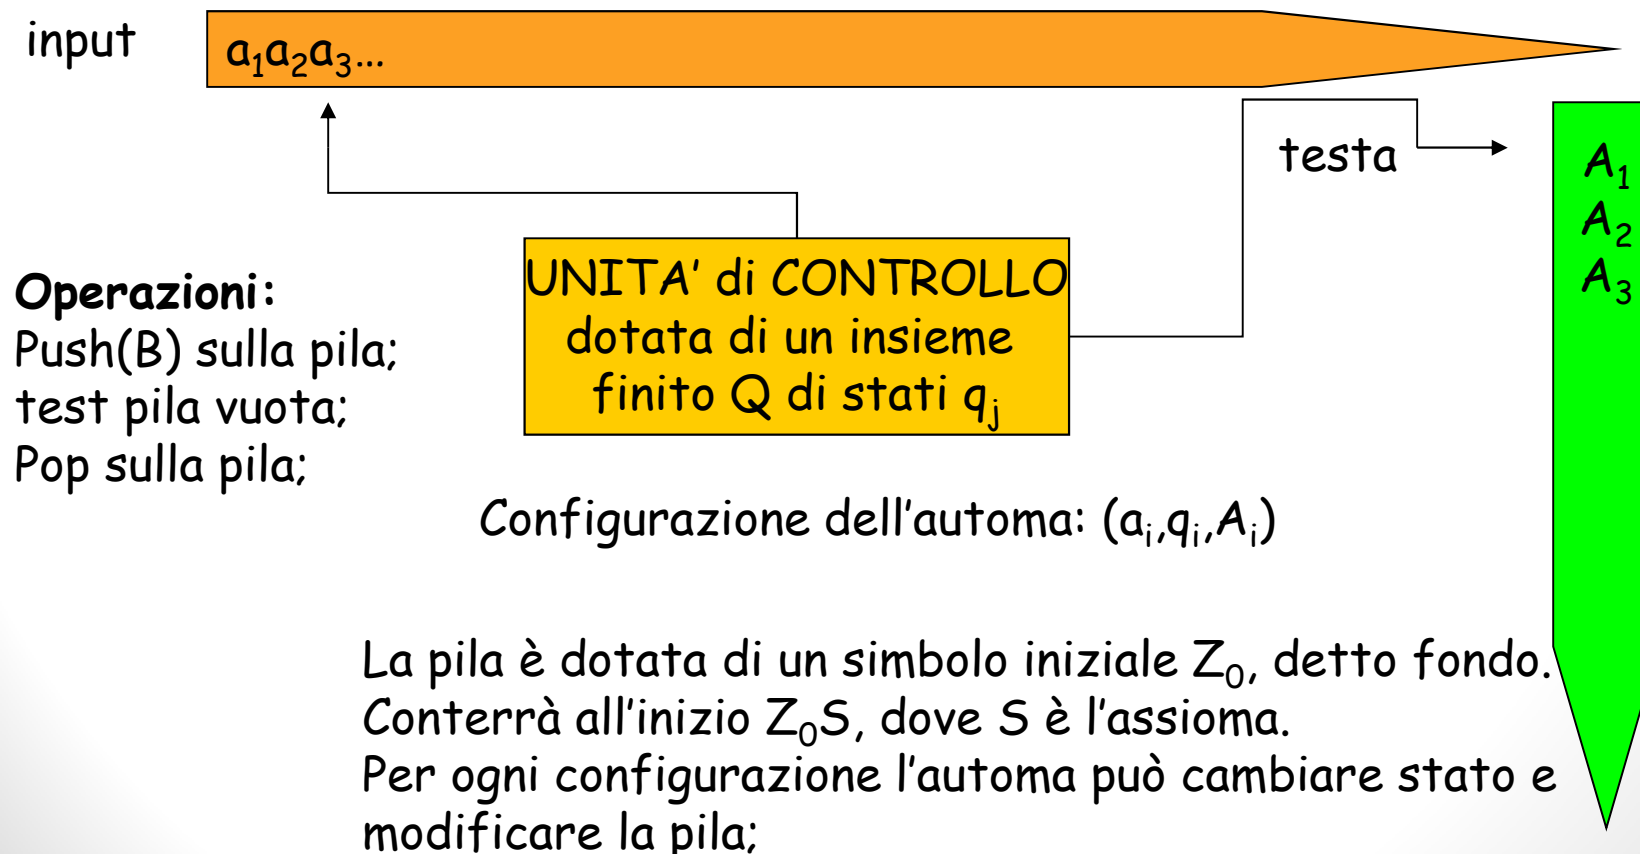 input
a₁a₂a₃...
testa
A₁
A₂
A₃
UNITA' di CONTROLLO
dotata di un insieme
finito Q di stati qⱼ
Operazioni:
Push(B) sulla pila;
test pila vuota;
Pop sulla pila;
Configurazione dell'automa: (aᵢ,qᵢ,Aᵢ)
La pila è dotata di un simbolo iniziale Z₀, detto fondo.
Conterrà all'inizio Z₀S, dove S è l'assioma.
Per ogni configurazione l'automa può cambiare stato e
modificare la pila;